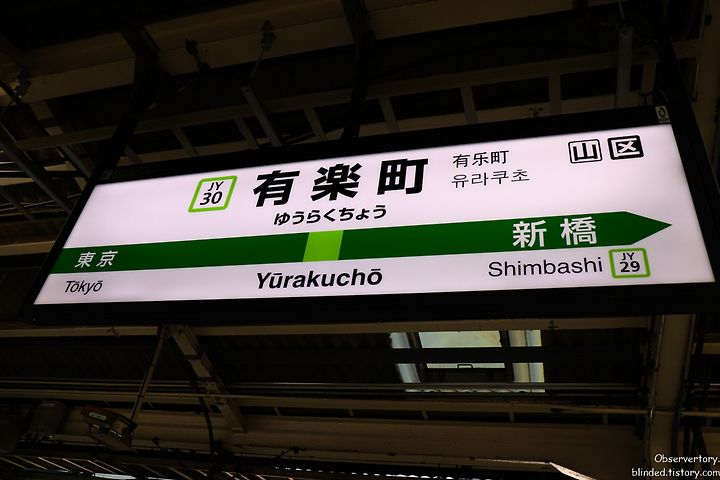 JY
30
有楽町
ゆうらくちょう
有乐町
유라쿠초
山 区
東京
新橋
Tōkyō
Yūrakuchō
Shimbashi
JY
29
Observertory.
blinded.tistory.com